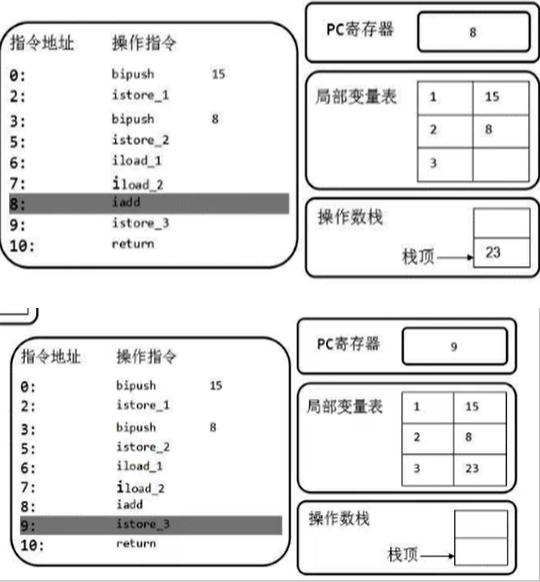 指令地址 操作指令
0: bipush 15
2: istore_1
3: bipush 8
5: istore_2
6: iload_1
7: iload_2
8: iadd
9: istore_3
10: return
PC寄存器 8
局部变量表 1 15
2 8
3
操作数栈
栈顶 23
指令地址 操作指令
0: bipush 15
2: istore_1
3: bipush 8
5: istore_2
6: iload_1
7: iload_2
8: iadd
9: istore_3
10: return
PC寄存器 9
局部变量表 1 15
2 8
3 23
操作数栈
栈顶